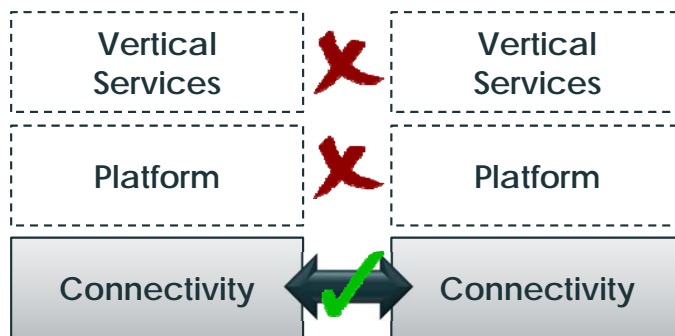 Vertical
Services
Vertical
Services
Platform
Platform
Connectivity
Connectivity